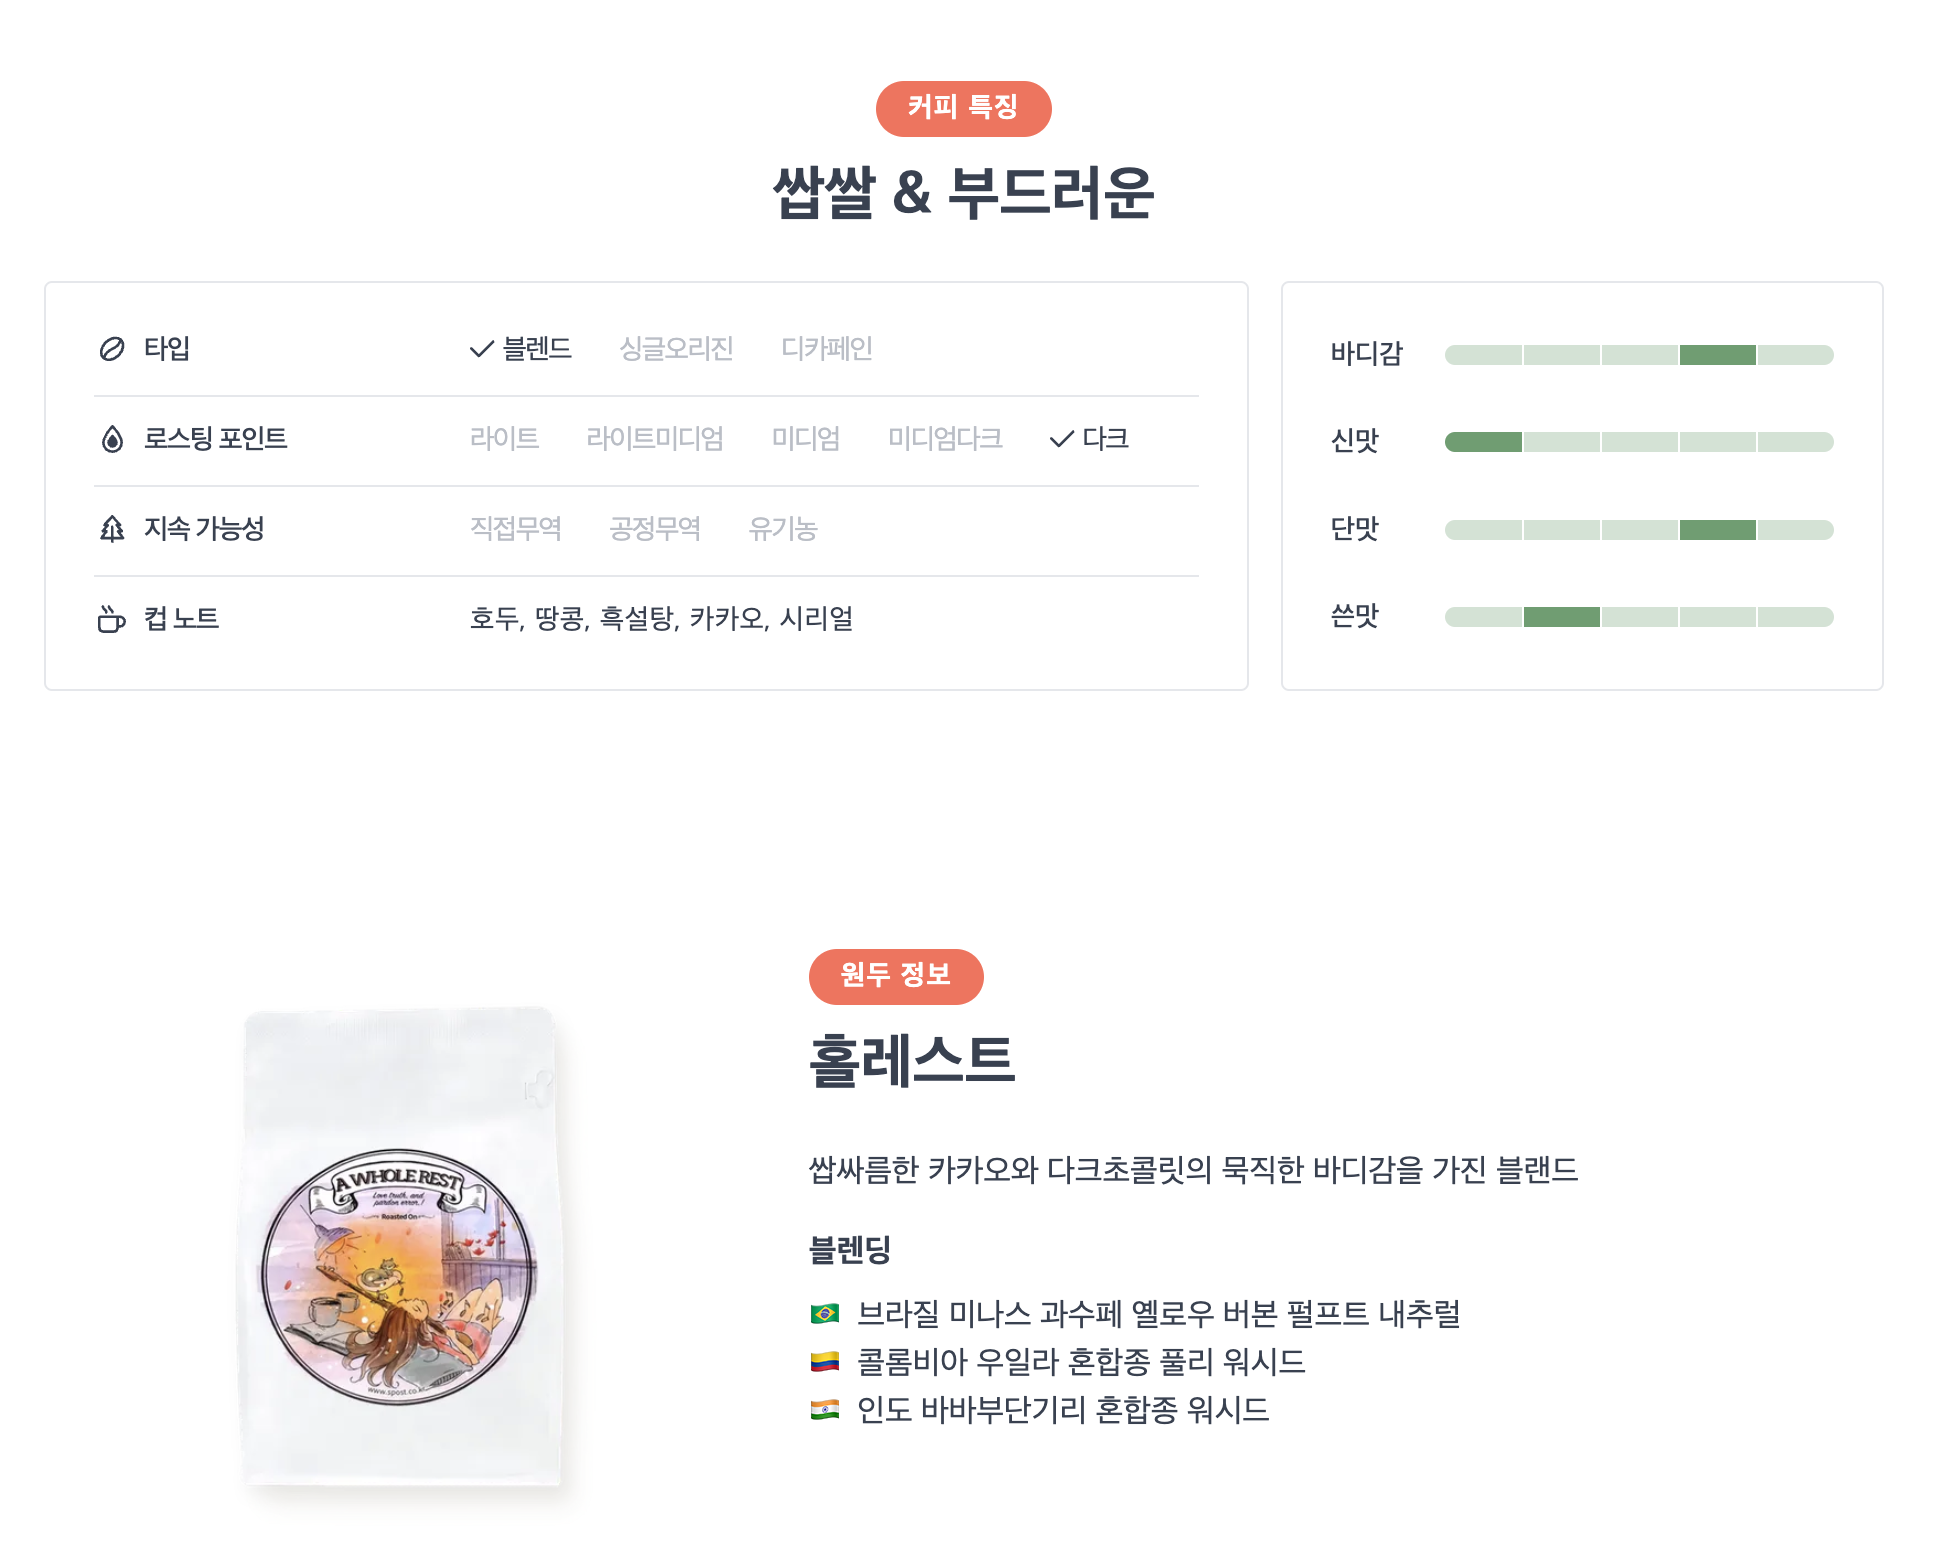 커피 특징
쌉쌀 & 부드러운
타입 블렌드 싱글오리진 디카페인
로스팅 포인트 라이트 라이트미디엄 미디엄 미디엄다크 다크
지속 가능성 직접무역 공정무역 유기농
컵 노트 호두, 땅콩, 흑설탕, 카카오, 시리얼
바디감
신맛
단맛
쓴맛
원두 정보
홀레스트
쌉싸름한 카카오와 다크초콜릿의 묵직한 바디감을 가진 블랜드
블렌딩
브라질 미나스 과수페 옐로우 버본 펄프트 내추럴
콜롬비아 우일라 혼합종 풀리 워시드
인도 바바부단기리 혼합종 워시드
A WHOLE REST
Love truth, and
pardon error.!
Roasted On
www.spost.co.